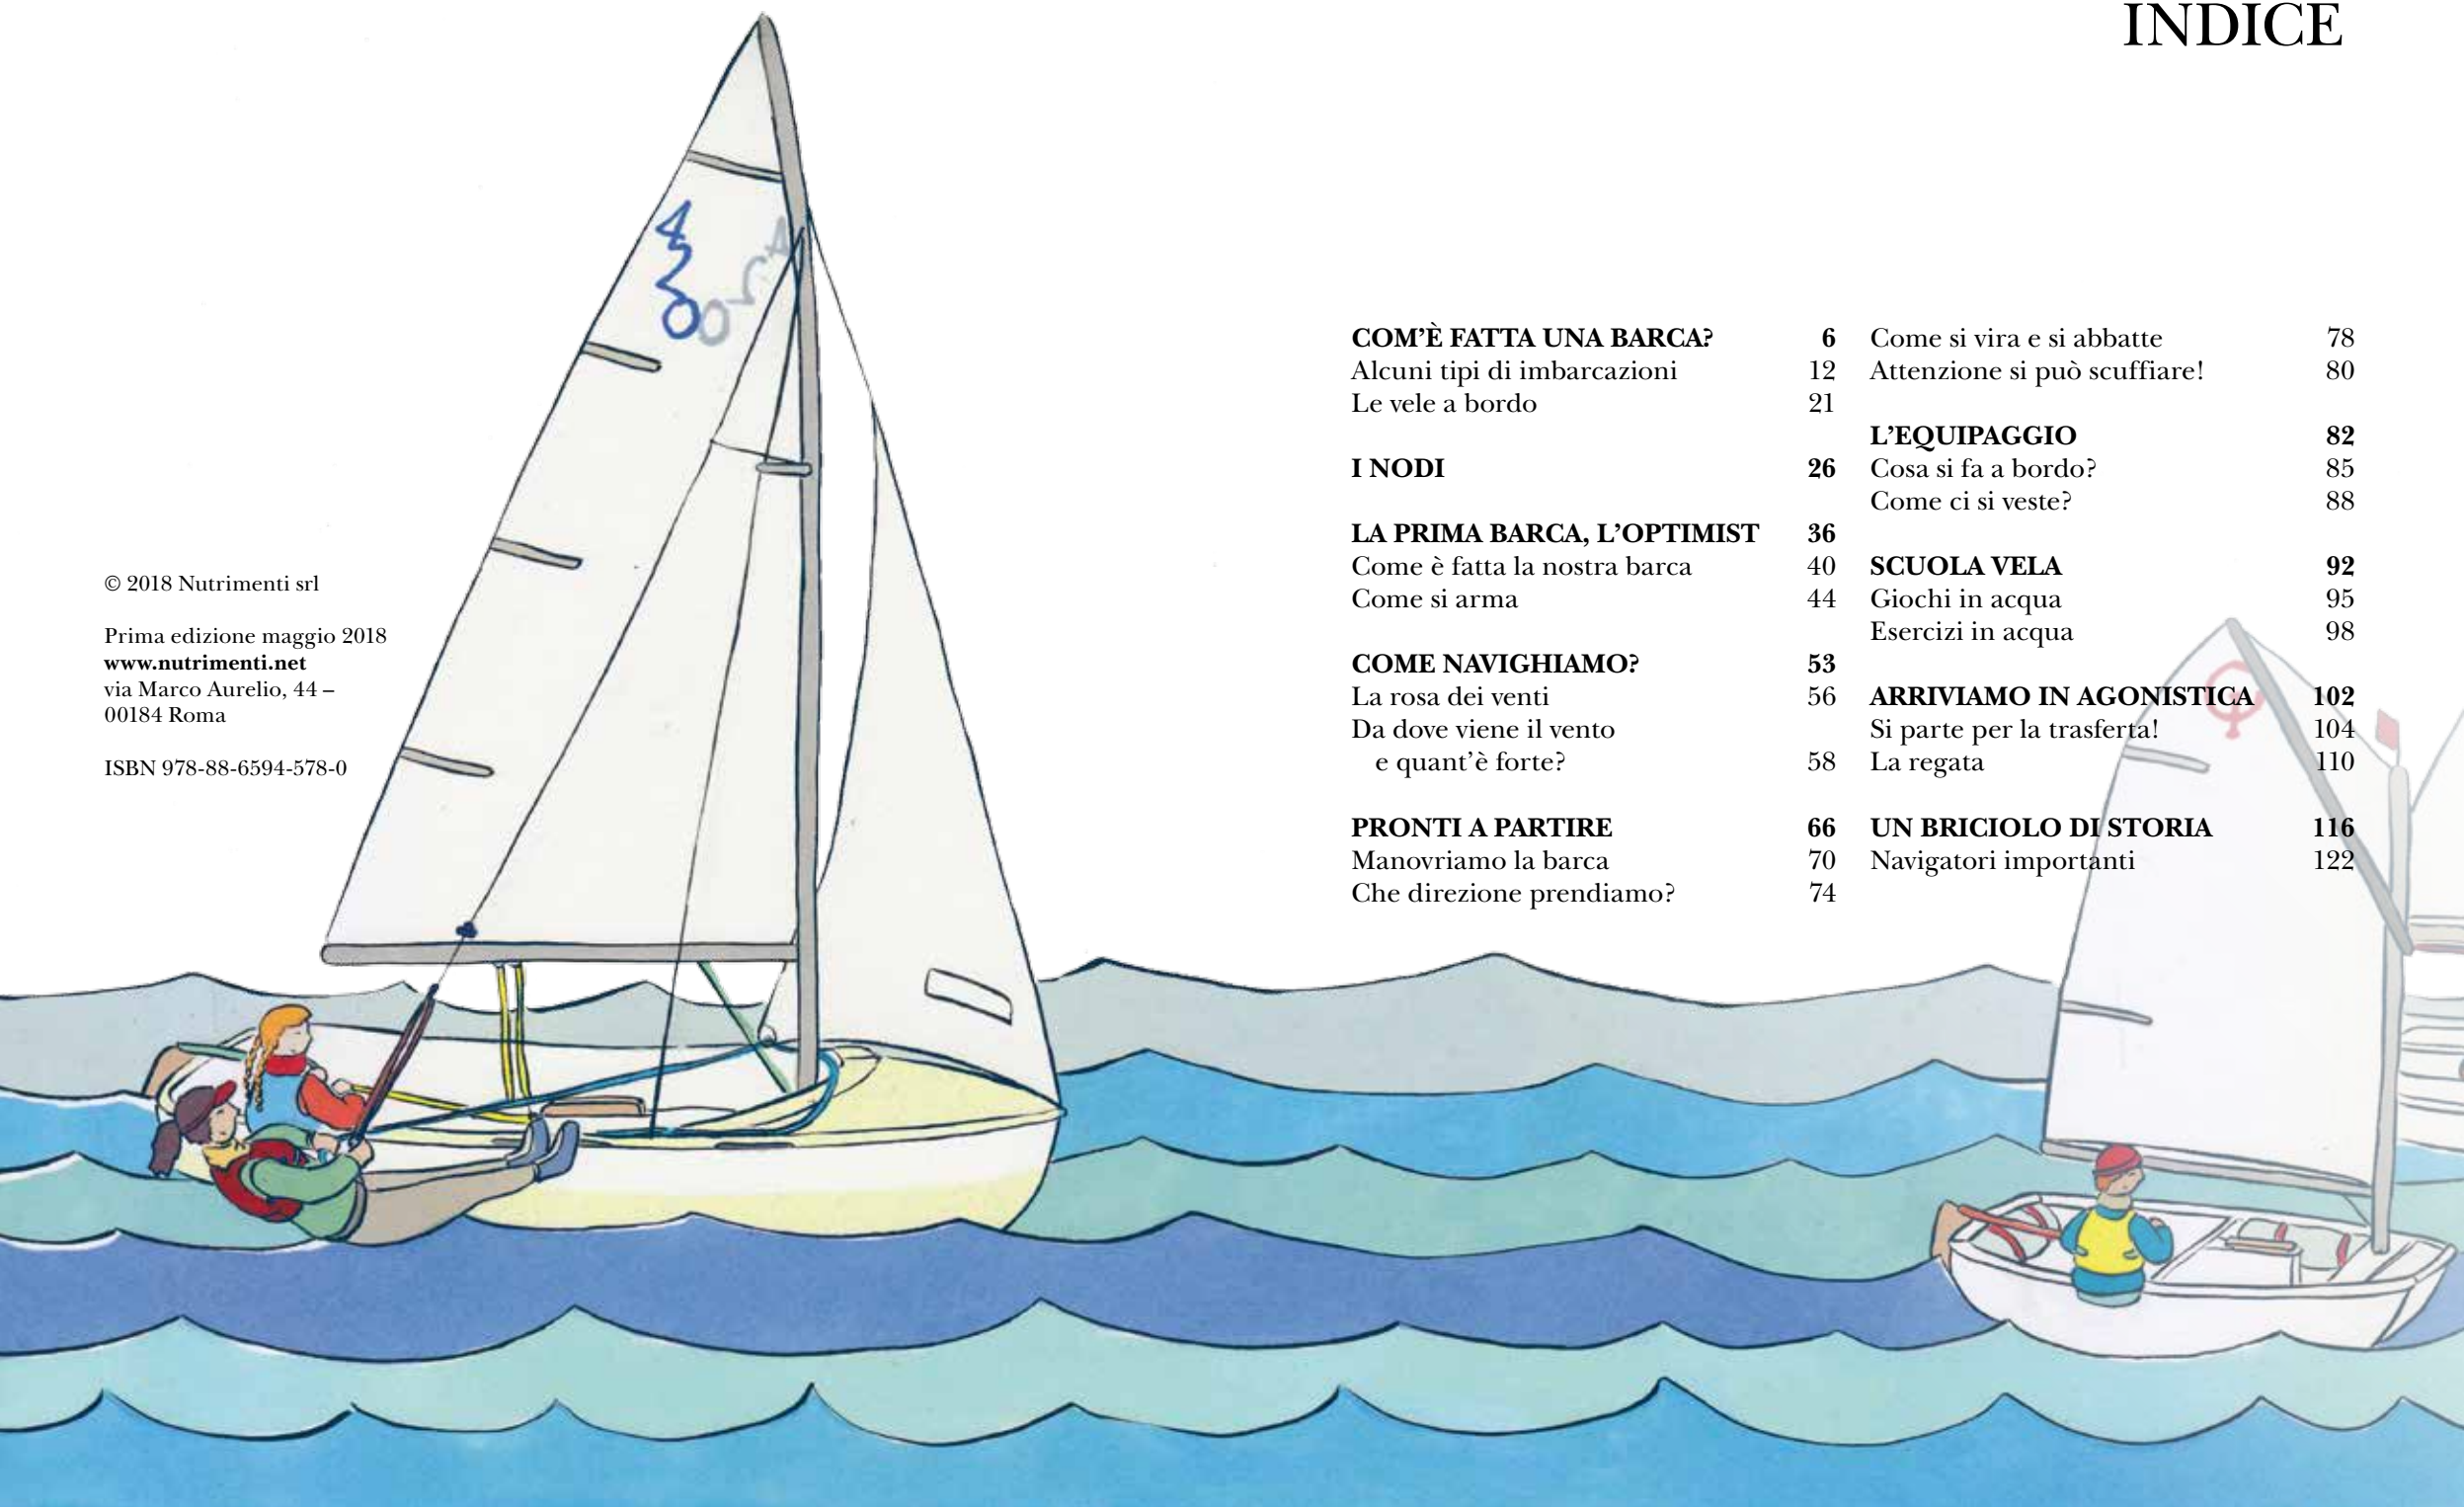 INDICE
© 2018 Nutrimenti srl
Prima edizione maggio 2018
www.nutrimenti.net
via Marco Aurelio, 44 –
00184 Roma
ISBN 978-88-6594-578-0
420
COM’È FATTA UNA BARCA? 6
Alcuni tipi di imbarcazioni 12
Le vele a bordo 21
I NODI 26
LA PRIMA BARCA, L’OPTIMIST 36
Come è fatta la nostra barca 40
Come si arma 44
COME NAVIGHIAMO? 53
La rosa dei venti 56
Da dove viene il vento
e quant’è forte? 58
PRONTI A PARTIRE 66
Manovriamo la barca 70
Che direzione prendiamo? 74
Come si vira e si abbatte 78
Attenzione si può scuffiare! 80
L’EQUIPAGGIO 82
Cosa si fa a bordo? 85
Come ci si veste? 88
SCUOLA VELA 92
Giochi in acqua 95
Esercizi in acqua 98
ARRIVIAMO IN AGONISTICA 102
Si parte per la trasferta! 104
La regata 110
UN BRICIOLO DI STORIA 116
Navigatori importanti 122